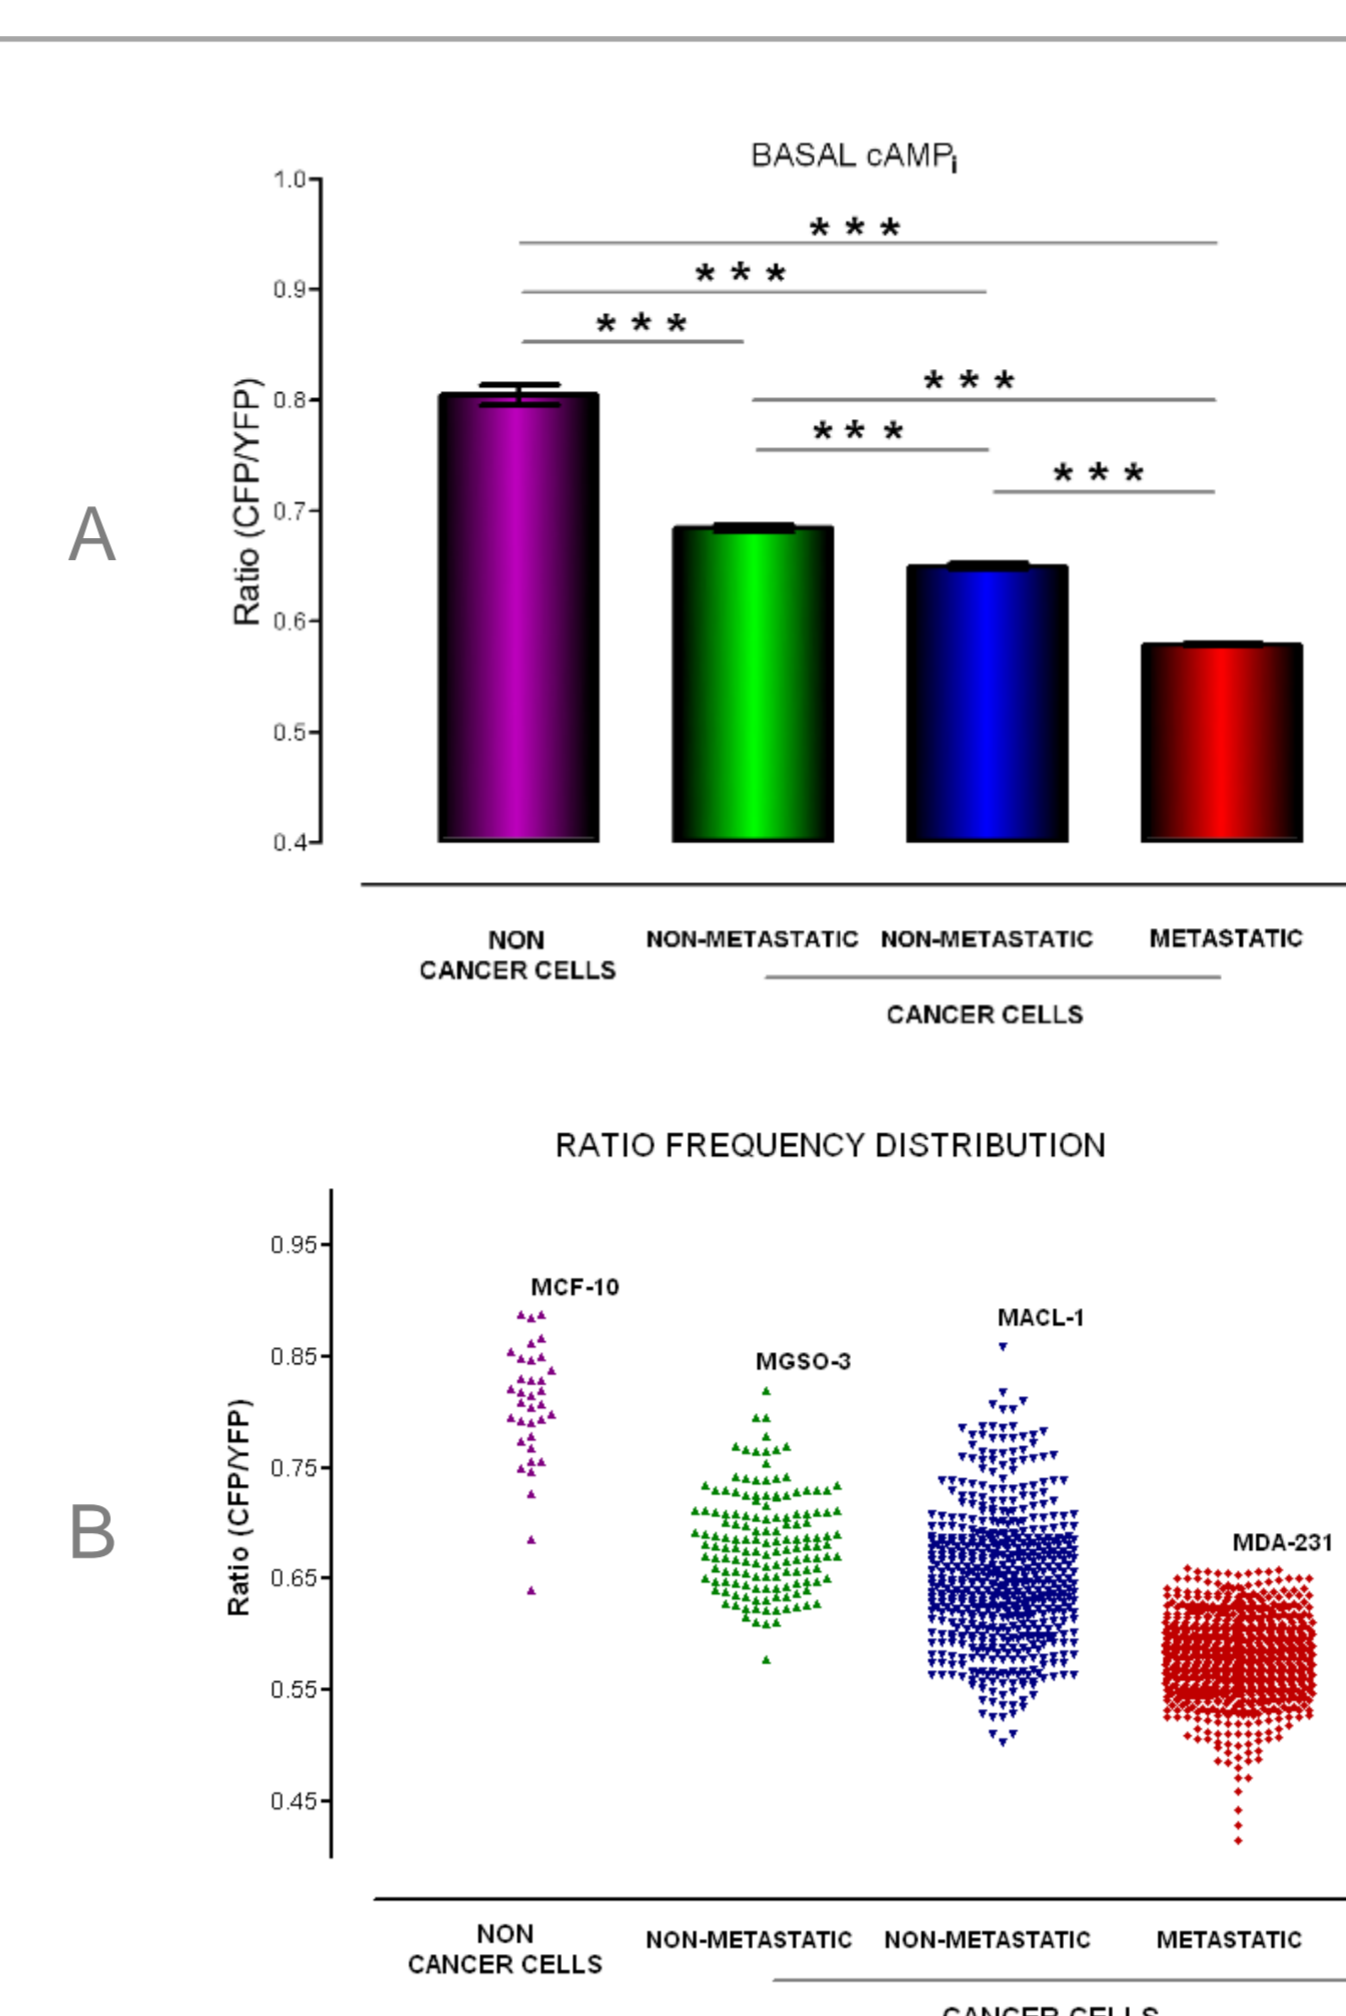 BASAL cAMPi
1.0
***
0.9
***
***
0.8
***
***
***
0.7
0.6
0.5
0.4
Ratio (CFP/YFP)
A
NON
CANCER CELLS
NON-METASTATIC
NON-METASTATIC
METASTATIC
CANCER CELLS
RATIO FREQUENCY DISTRIBUTION
0.95
0.85
0.75
0.65
0.55
0.45
Ratio (CFP/YFP)
B
MCF-10
MGSO-3
MACL-1
MDA-231
NON
CANCER CELLS
NON-METASTATIC
NON-METASTATIC
METASTATIC
CANCER CELLS